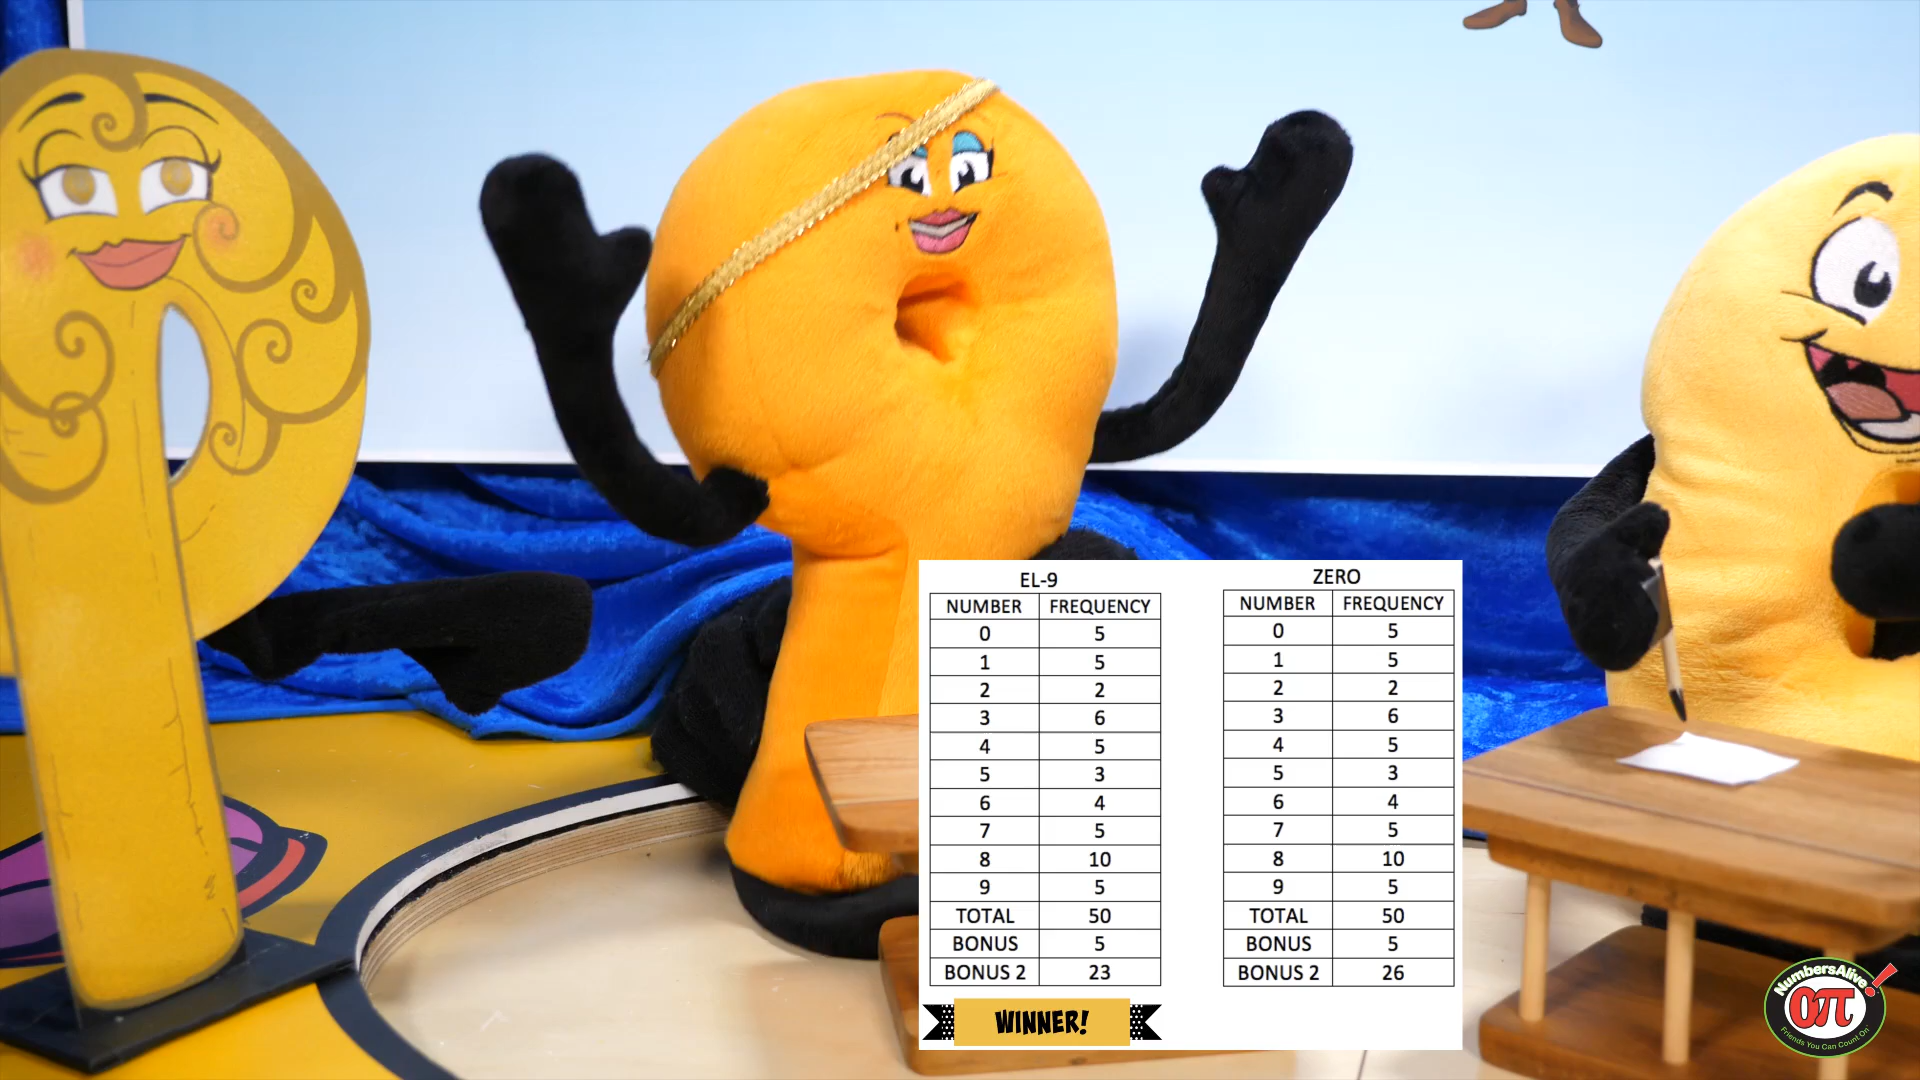 EL-9
NUMBER FREQUENCY
0 5
1 5
2 2
3 6
4 5
5 3
6 4
7 5
8 10
9 5
TOTAL 50
BONUS 5
BONUS 2 23
WINNER!
ZERO
NUMBER FREQUENCY
0 5
1 5
2 2
3 6
4 5
5 3
6 4
7 5
8 10
9 5
TOTAL 50
BONUS 5
BONUS 2 26
NumbersAlive!
0π
Friends You Can Count On®